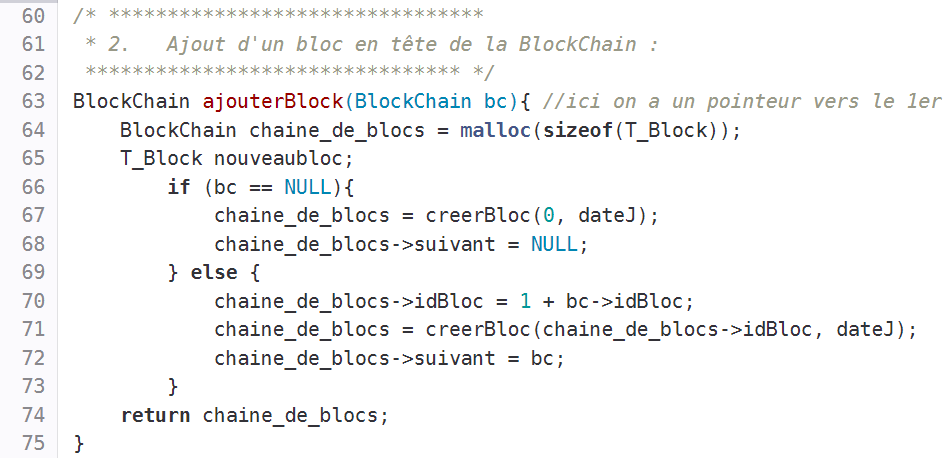 60 /* ********************************
61 * 2. Ajout d'un bloc en tête de la BlockChain :
62 ******************************** */
63 BlockChain ajouterBlock(BlockChain bc){ //ici on a un pointeur vers le 1er
64 BlockChain chaine_de_blocs = malloc(sizeof(T_Block));
65 T_Block nouveaubloc;
66 if (bc == NULL){
67 chaine_de_blocs = creerBloc(0, dateJ);
68 chaine_de_blocs->suivant = NULL;
69 } else {
70 chaine_de_blocs->idBloc = 1 + bc->idBloc;
71 chaine_de_blocs = creerBloc(chaine_de_blocs->idBloc, dateJ);
72 chaine_de_blocs->suivant = bc;
73 }
74 return chaine_de_blocs;
75 }